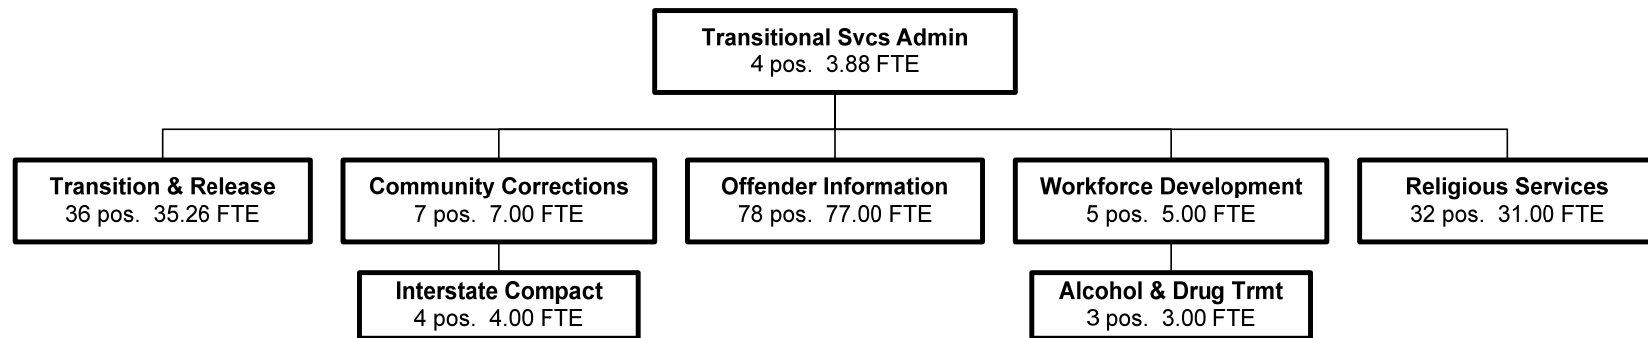 Transitional Svcs Admin
4 pos.  3.88 FTE
Transition & Release
36 pos.  35.26 FTE
Community Corrections
7 pos.  7.00 FTE
Offender Information
78 pos.  77.00 FTE
Workforce Development
5 pos.  5.00 FTE
Religious Services
32 pos.  31.00 FTE
Interstate Compact
4 pos.  4.00 FTE
Alcohol & Drug Trmt
3 pos.  3.00 FTE